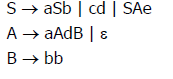 S → aSb | cd | SAe
A → aAdB | ε
B → bb